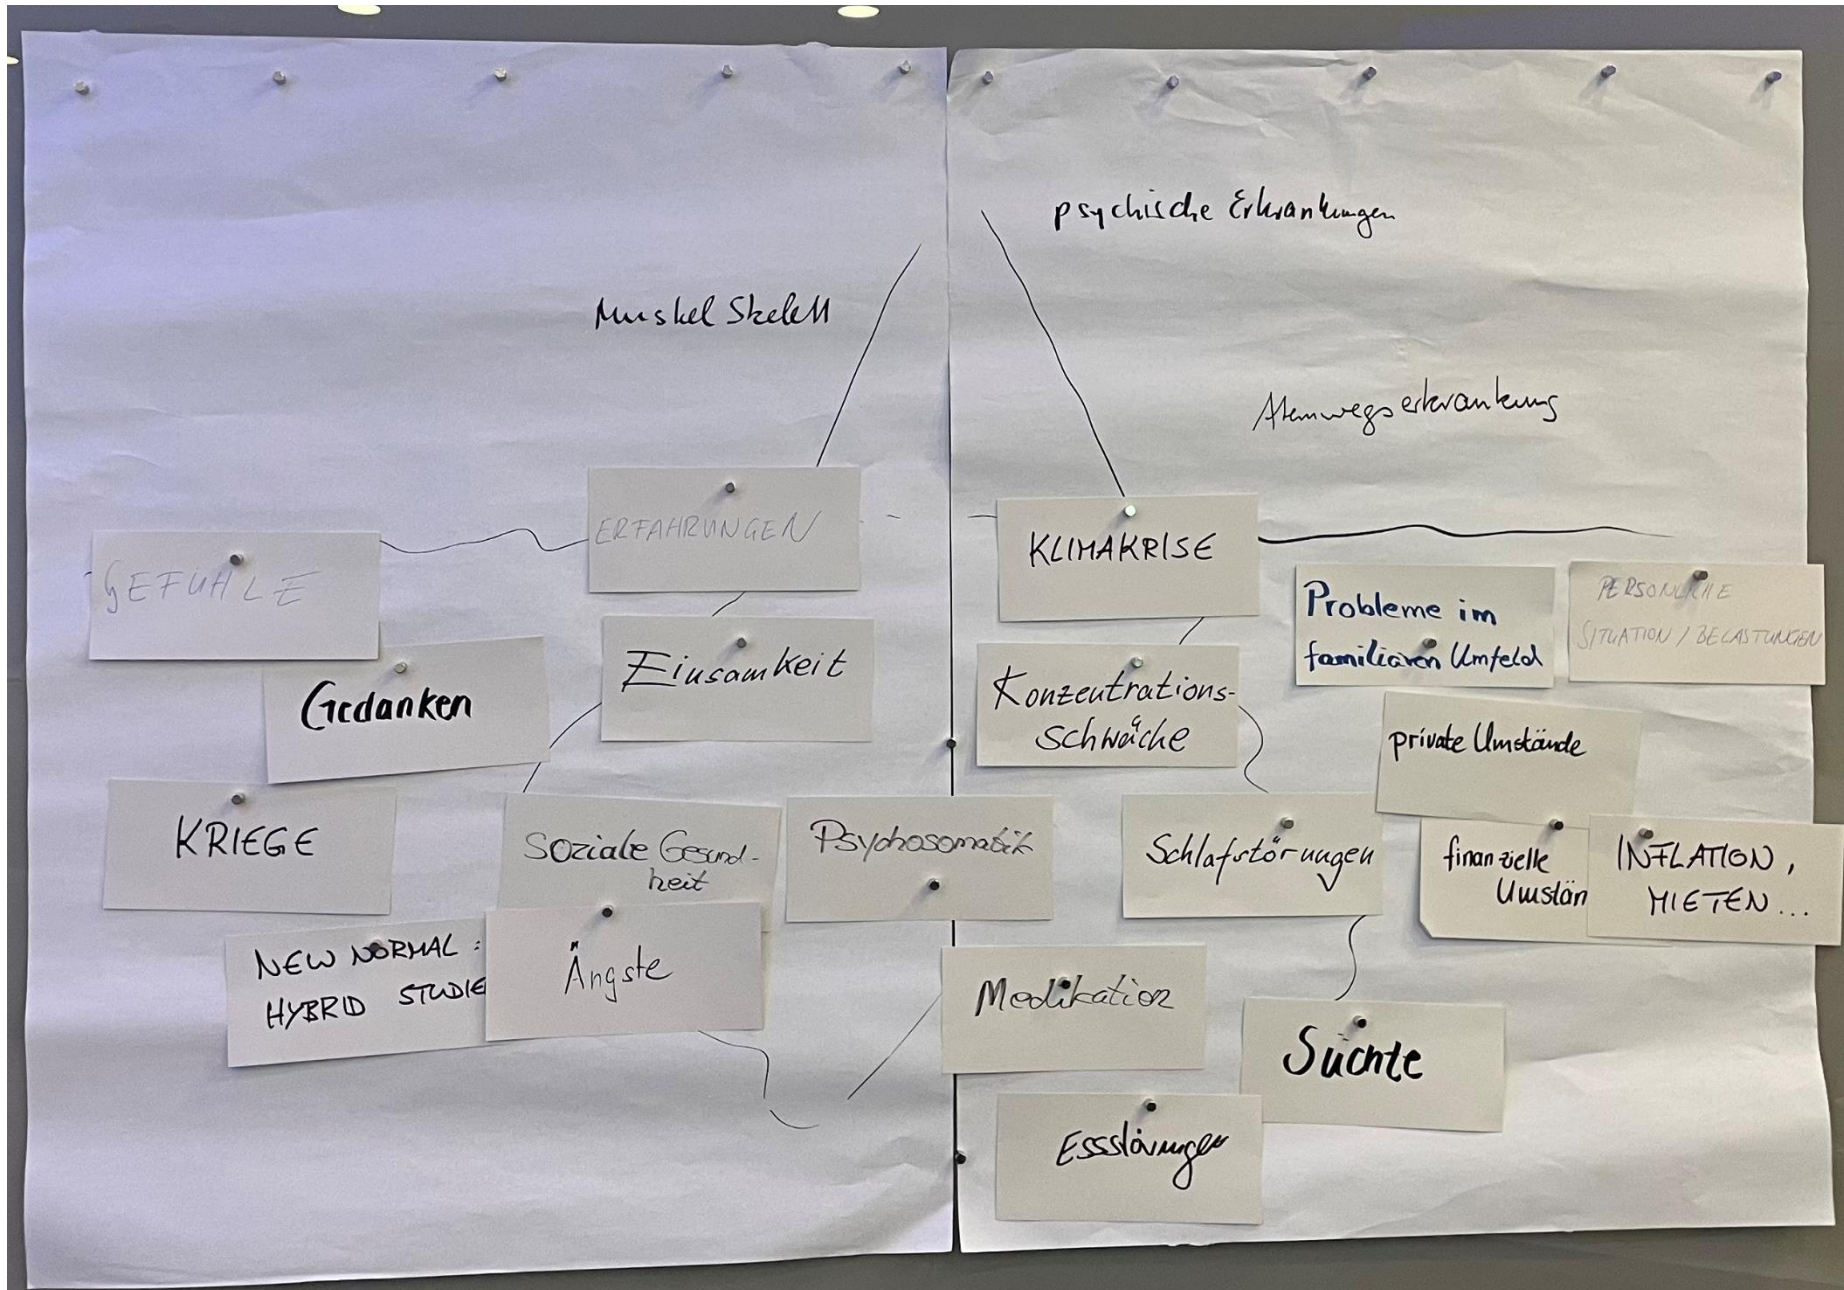 psychische Erkrankungen
Muskel Skelett
Atemwegserkrankung
ERFAHRUNGEN
GEFÜHLE
KLIMAKRISE
Probleme im
familiären Umfeld
PERSÖNLICHE
SITUATION / BELASTUNGEN
Gedanken
Einsamkeit
Konzentrations-
schwäche
private Umstände
KRIEGE
Soziale Gesund-
heit
Psychosomatik
Schlafstörungen
finanzielle
Umstän
INFLATION,
MIETEN...
NEW NORMAL:
HYBRID STUDIE
Ängste
Medikation
Süchte
Essstörungen